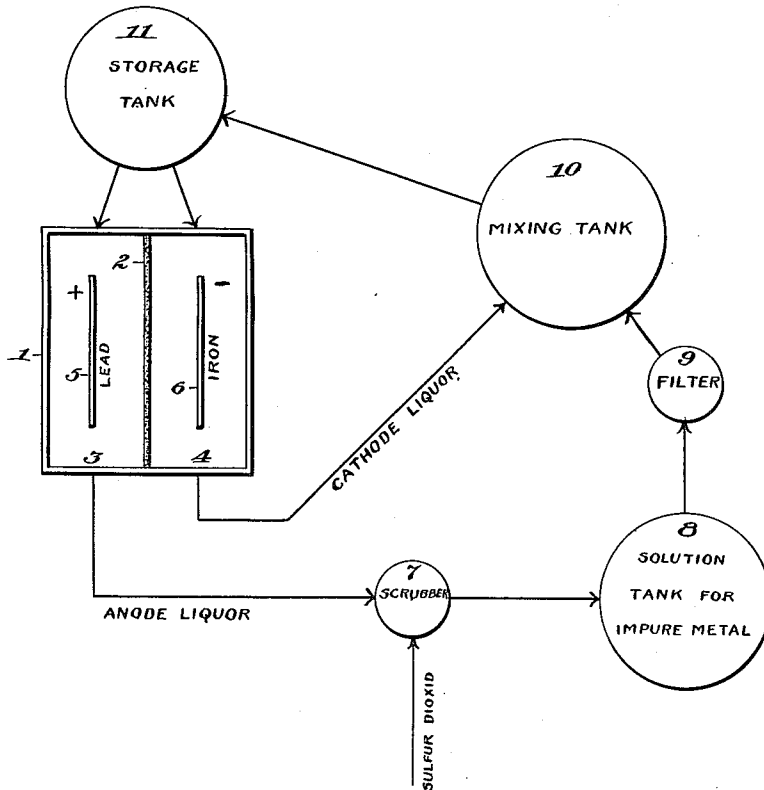 11
STORAGE
TANK
10
MIXING TANK
2
+
-
1
5
LEAD
6
IRON
3
4
9
FILTER
CATHODE LIQUOR
7
SCRUBBER
8
SOLUTION
TANK FOR
IMPURE METAL
ANODE LIQUOR
SULFUR DIOXID